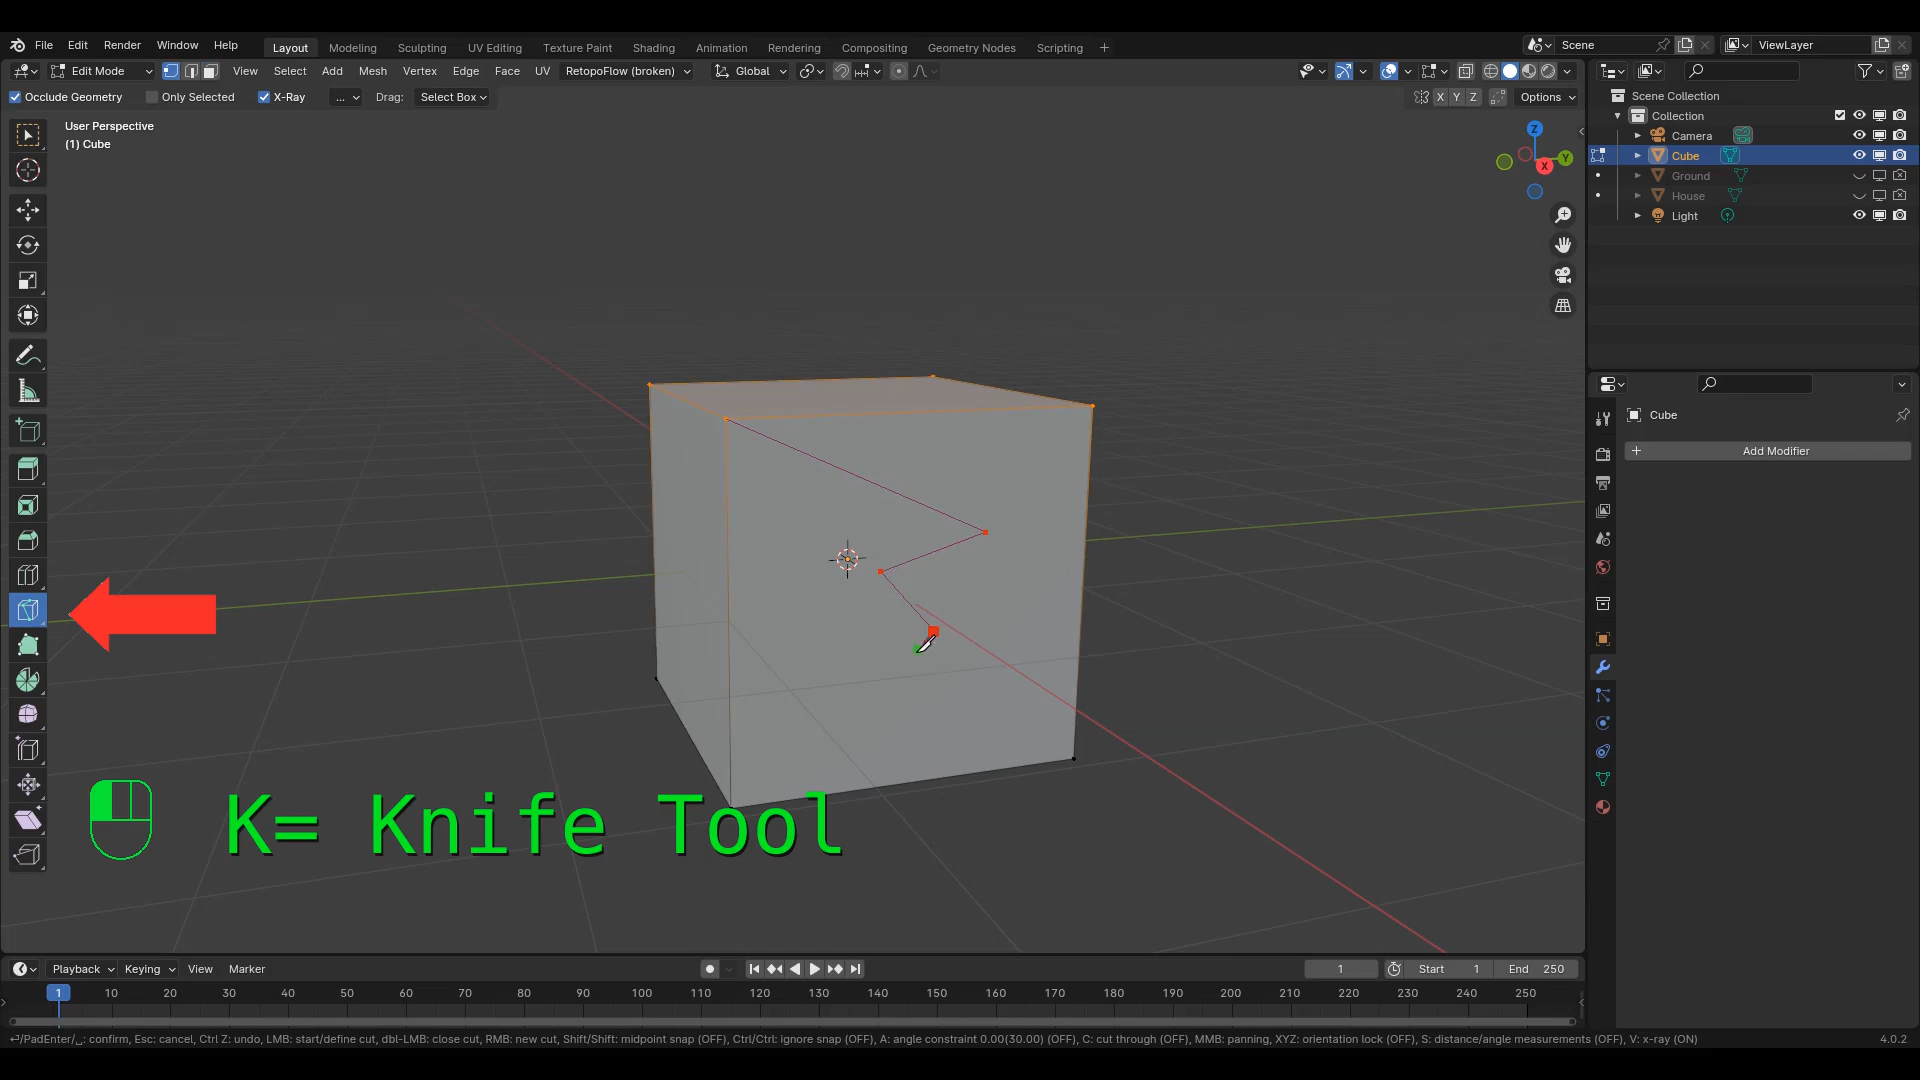 File Edit Render Window Help Layout Modeling Sculpting UV Editing Texture Paint Shading Animation Rendering Compositing Geometry Nodes Scripting + Scene ViewLayer
Edit Mode View Select Add Mesh Vertex Edge Face UV RetopoFlow (broken) Global
Occlude Geometry Only Selected X-Ray ... Drag: Select Box X Y Z Options
User Perspective
(1) Cube
Z
Y
X
Scene Collection
Collection
Camera
Cube
Ground
House
Light
Cube
+ Add Modifier
K= Knife Tool
Playback Keying View Marker 1 Start 1 End 250
1 10 20 30 40 50 60 70 80 90 100 110 120 130 140 150 160 170 180 190 200 210 220 230 240 250
⏎/PadEnter/␣: confirm, Esc: cancel, Ctrl Z: undo, LMB: start/define cut, dbl-LMB: close cut, RMB: new cut, Shift/Shift: midpoint snap (OFF), Ctrl/Ctrl: ignore snap (OFF), A: angle constraint 0.00(30.00) (OFF), C: cut through (OFF), MMB: panning, XYZ: orientation lock (OFF), S: distance/angle measurements (OFF), V: x-ray (ON) 4.0.2